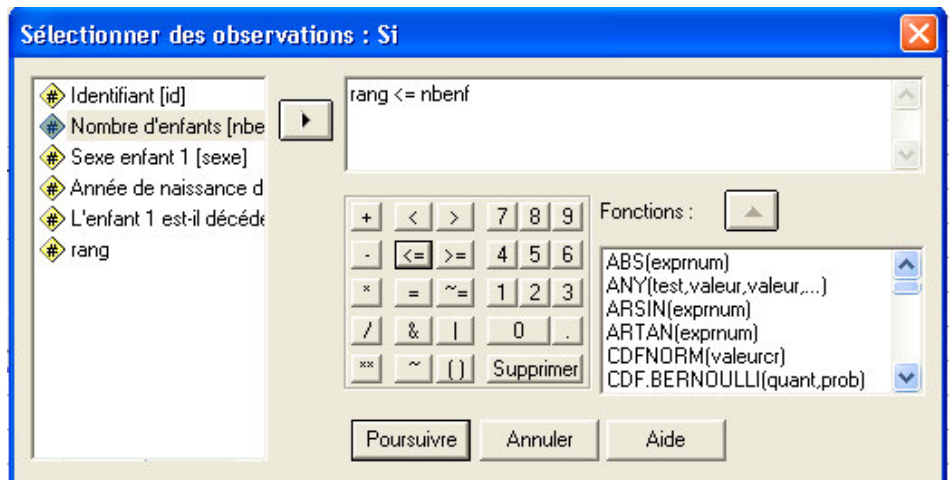 Sélectionner des observations : Si
Identifiant [id]
Nombre d'enfants [nbe
Sexe enfant 1 [sexe]
Année de naissance d
L'enfant 1 est-il décédé
rang
rang <= nbenf
+ < > 7 8 9
- <= >= 4 5 6
* = ~= 1 2 3
/ & | 0 .
** ~ () Supprimer
Fonctions :
ABS(exprnum)
ANY(test,valeur,valeur,...)
ARSIN(exprnum)
ARTAN(exprnum)
CDFNORM(valeurcr)
CDF.BERNOULLI(quant,prob)
Poursuivre Annuler Aide